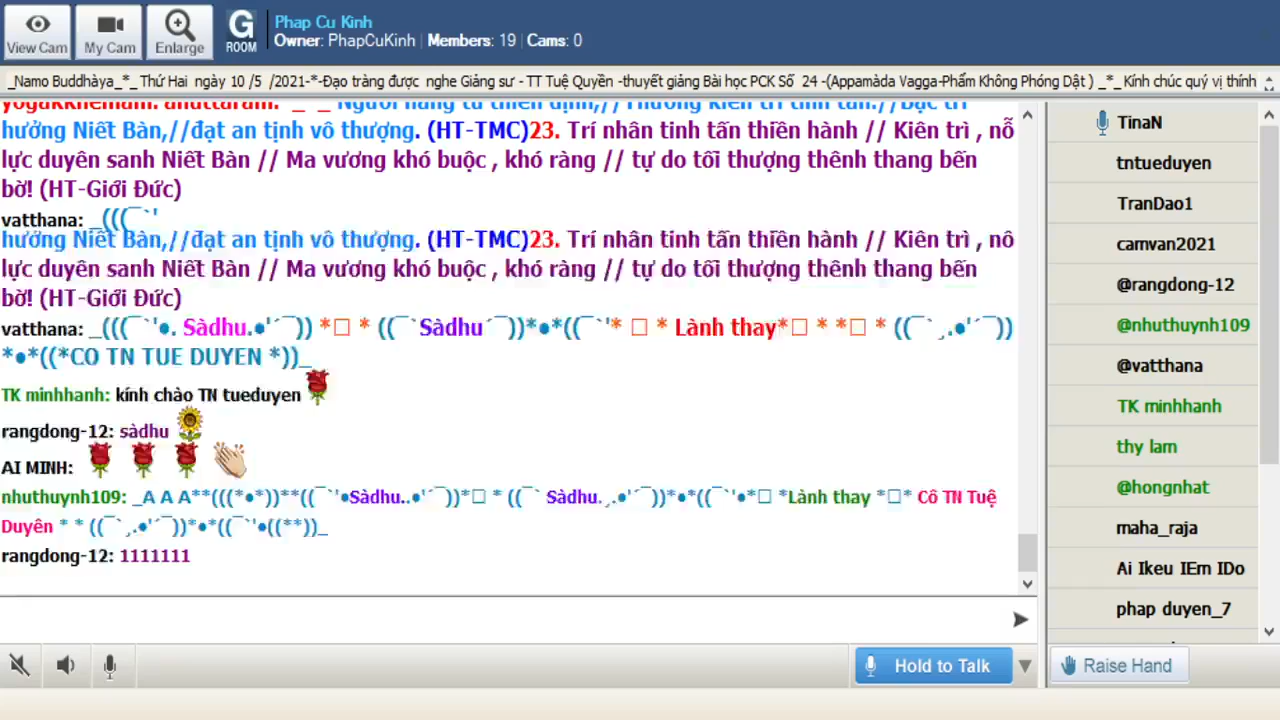 View Cam
My Cam
Enlarge
G
ROOM
Phap Cu Kinh
Owner: PhapCuKinh | Members: 19 | Cams: 0
_Namo Buddhàya_*_ Thứ Hai ngày 10 /5 /2021-*-Đạo tràng được nghe Giảng sư - TT Tuệ Quyền -thuyết giảng Bài học PCK Số 24 -(Appamàda Vagga-Phẩm Không Phóng Dật ) _*_ Kính chúc quý vị thính
hưởng Niết Bàn,//đạt an tịnh vô thượng. (HT-TMC)23. Trí nhân tinh tấn thiền hành // Kiên trì , nỗ
lực duyên sanh Niết Bàn // Ma vương khó buộc , khó ràng // tự do tối thượng thênh thang bến
bờ! (HT-Giới Đức)
vatthana: _(((¯`'
hưởng Niết Bàn,//đạt an tịnh vô thượng. (HT-TMC)23. Trí nhân tinh tấn thiền hành // Kiên trì , nỗ
lực duyên sanh Niết Bàn // Ma vương khó buộc , khó ràng // tự do tối thượng thênh thang bến
bờ! (HT-Giới Đức)
vatthana: _(((¯`'•. Sàdhu.•'´¯)) *□ * ((¯`Sàdhu´¯))*•*((¯`'* □ * Lành thay*□ * *□ * ((¯`¸.•'´¯))
*•*((*CO TN TUE DUYEN *))_
TK minhhanh: kính chào TN tueduyen
rangdong-12: sàdhu
AI MINH:
nhuthuynh109: _A A A**(((*•*))**((¯`'•Sàdhu..•'´¯))*□ * ((¯` Sàdhu.¸.•'´¯))*•*((¯`'•*□ *Lành thay *□* Cô TN Tuệ
Duyên * * ((¯`¸.•'´¯))*•*((¯`'•((**))_
rangdong-12: 1111111
TinaN
tntueduyen
TranDao1
camvan2021
@rangdong-12
@nhuthuynh109
@vatthana
TK minhhanh
thy lam
@hongnhat
maha_raja
Ai Ikeu IEm IDo
phap duyen_7
Hold to Talk
Raise Hand